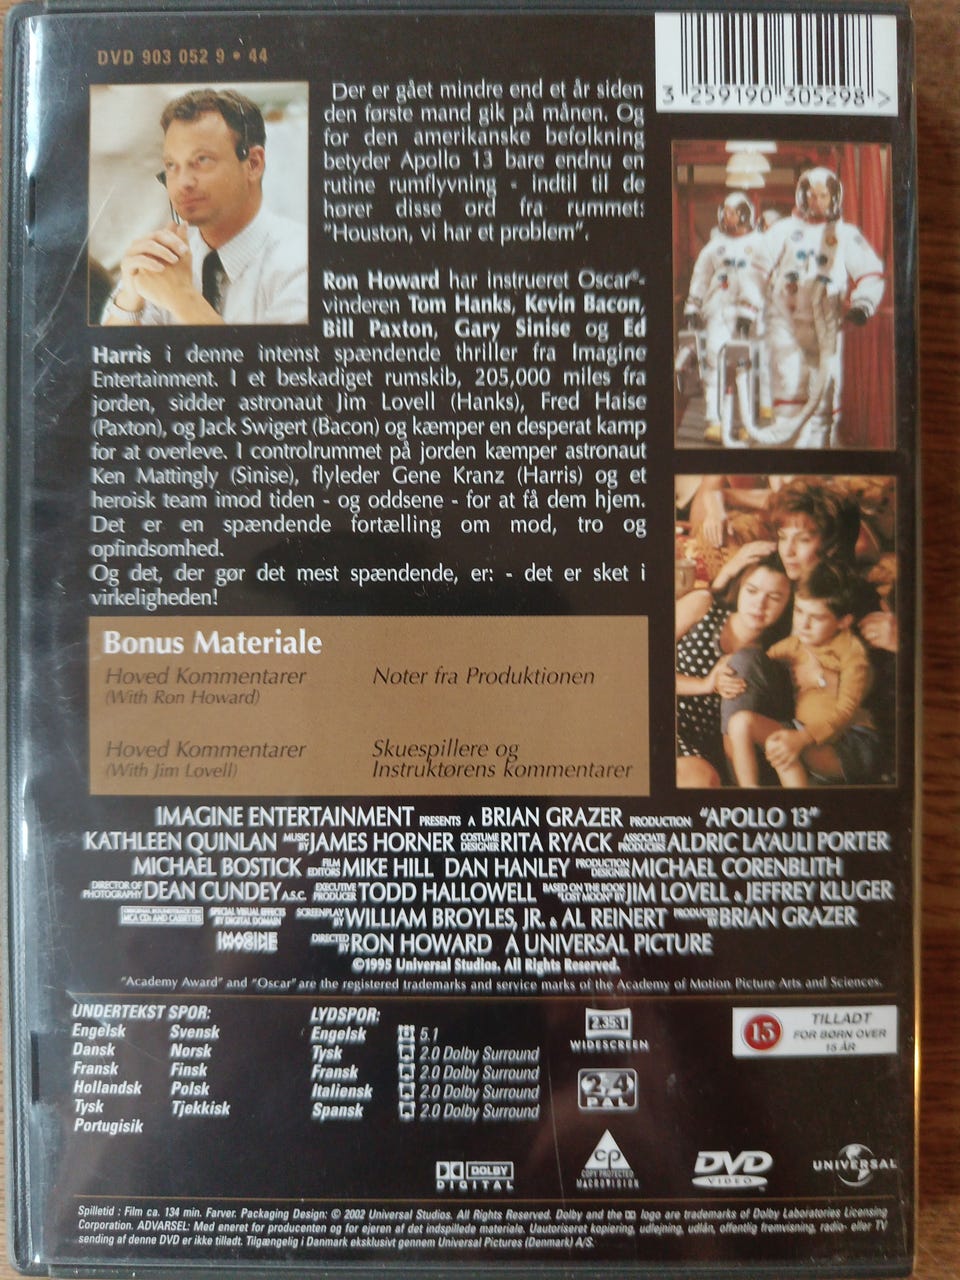 DVD 903 052 9 • 44
3 259190 305298 >
Der er gået mindre end et år siden
den første mand gik på månen. Og
for den amerikanske befolkning
betyder Apollo 13 bare endnu en
rutine rumflyvning - indtil til de
hører disse ord fra rummet:
"Houston, vi har et problem".
Ron Howard har instrueret Oscar®-
vinderen Tom Hanks, Kevin Bacon,
Bill Paxton, Gary Sinise og Ed
Harris i denne intenst spændende thriller fra Imagine
Entertainment. I et beskadiget rumskib, 205,000 miles fra
jorden, sidder astronaut Jim Lovell (Hanks), Fred Haise
(Paxton), og Jack Swigert (Bacon) og kæmper en desperat kamp
for at overleve. I controlrummet på jorden kæmper astronaut
Ken Mattingly (Sinise), flyleder Gene Kranz (Harris) og et
heroisk team imod tiden - og oddsene - for at få dem hjem.
Det er en spændende fortælling om mod, tro og
opfindsomhed.
Og det, der gør det mest spændende, er: - det er sket i
virkeligheden!
Bonus Materiale
Hoved Kommentarer
(With Ron Howard)
Noter fra Produktionen
Hoved Kommentarer
(With Jim Lovell)
Skuespillere og
Instruktørens kommentarer
IMAGINE ENTERTAINMENT PRESENTS A BRIAN GRAZER PRODUCTION "APOLLO 13"
KATHLEEN QUINLAN MUSIC BY JAMES HORNER COSTUME DESIGNER RITA RYACK ASSOCIATE PRODUCERS ALDRIC LA'AULI PORTER
MICHAEL BOSTICK FILM EDITORS MIKE HILL DAN HANLEY PRODUCTION DESIGNER MICHAEL CORENBLITH
DIRECTOR OF PHOTOGRAPHY DEAN CUNDEY A.S.C. EXECUTIVE PRODUCER TODD HALLOWELL BASED ON THE BOOK "LOST MOON" BY JIM LOVELL & JEFFREY KLUGER
ORIGINAL SOUNDTRACK ON MCA CDs AND CASSETTES SPECIAL VISUAL EFFECTS BY DIGITAL DOMAIN SCREENPLAY BY WILLIAM BROYLES, JR. & AL REINERT PRODUCED BY BRIAN GRAZER
IMAGINE DIRECTED BY RON HOWARD A UNIVERSAL PICTURE
©1995 Universal Studios. All Rights Reserved.
"Academy Award" and "Oscar" are the registered trademarks and service marks of the Academy of Motion Picture Arts and Sciences.
UNDERTEKST SPOR:
Engelsk Svensk
Dansk Norsk
Fransk Finsk
Hollandsk Polsk
Tysk Tjekkisk
Portugisik
LYDSPOR:
Engelsk 5.1
Tysk 2.0 Dolby Surround
Fransk 2.0 Dolby Surround
Italiensk 2.0 Dolby Surround
Spansk 2.0 Dolby Surround
2.35:1
WIDESCREEN
2,4
PAL
15
TILLADT
FOR BØRN OVER
15 ÅR
DOLBY
DIGITAL
cp
COPY PROTECTED
MACROVISION
DVD
VIDEO
UNIVERSAL
Spilletid : Film ca. 134 min. Farver. Packaging Design: © 2002 Universal Studios. All Rights Reserved. Dolby and the DD logo are trademarks of Dolby Laboratories Licensing
Corporation. ADVARSEL: Med eneret for producenten og for ejeren af det indspillede materiale. Uautoriseret kopiering, udlejning, udlån, offentlig fremvisning, radio- eller TV
sending af denne DVD er ikke tilladt. Tilgængelig i Danmark eksklusivt gennem Universal Pictures (Denmark) A/S.